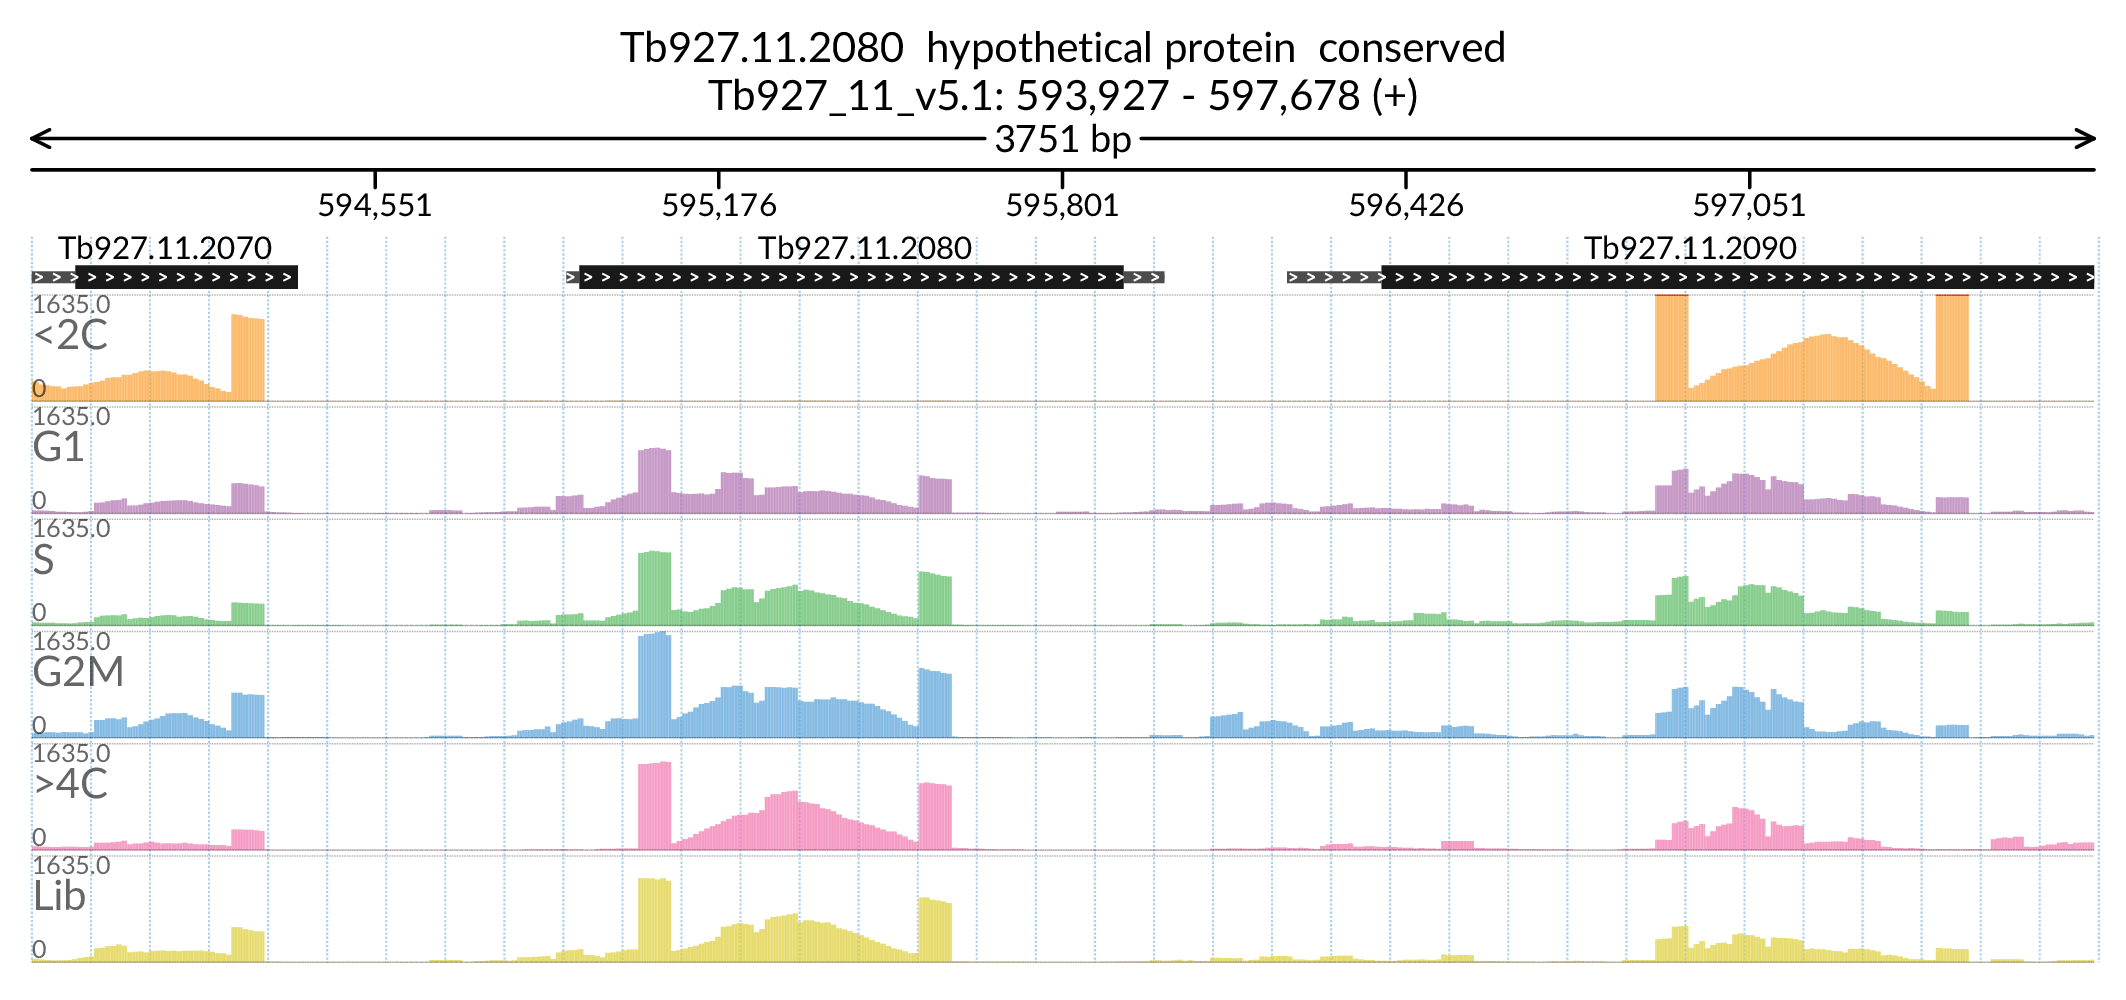 Tb927.11.2080 hypothetical protein conserved
Tb927_11_v5.1: 593,927 - 597,678 (+)
3751 bp
594,551 595,176 595,801 596,426 597,051
Tb927.11.2070 Tb927.11.2080 Tb927.11.2090
1635.0
<2C
0
1635.0
G1
0
1635.0
S
0
1635.0
G2M
0
1635.0
>4C
0
1635.0
Lib
0